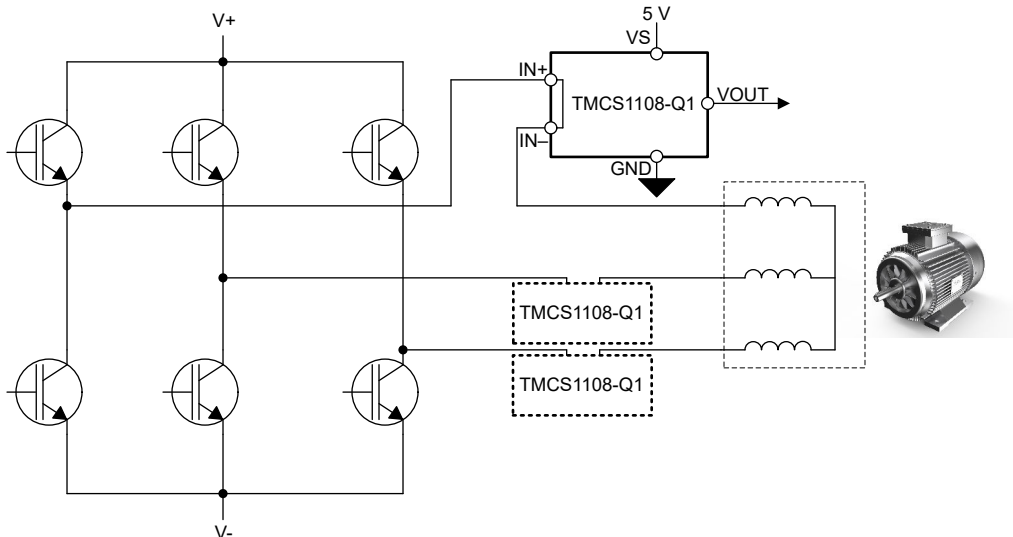 V+
5 V
VS
IN+
TMCS1108-Q1
VOUT
IN–
GND
TMCS1108-Q1
TMCS1108-Q1
V-